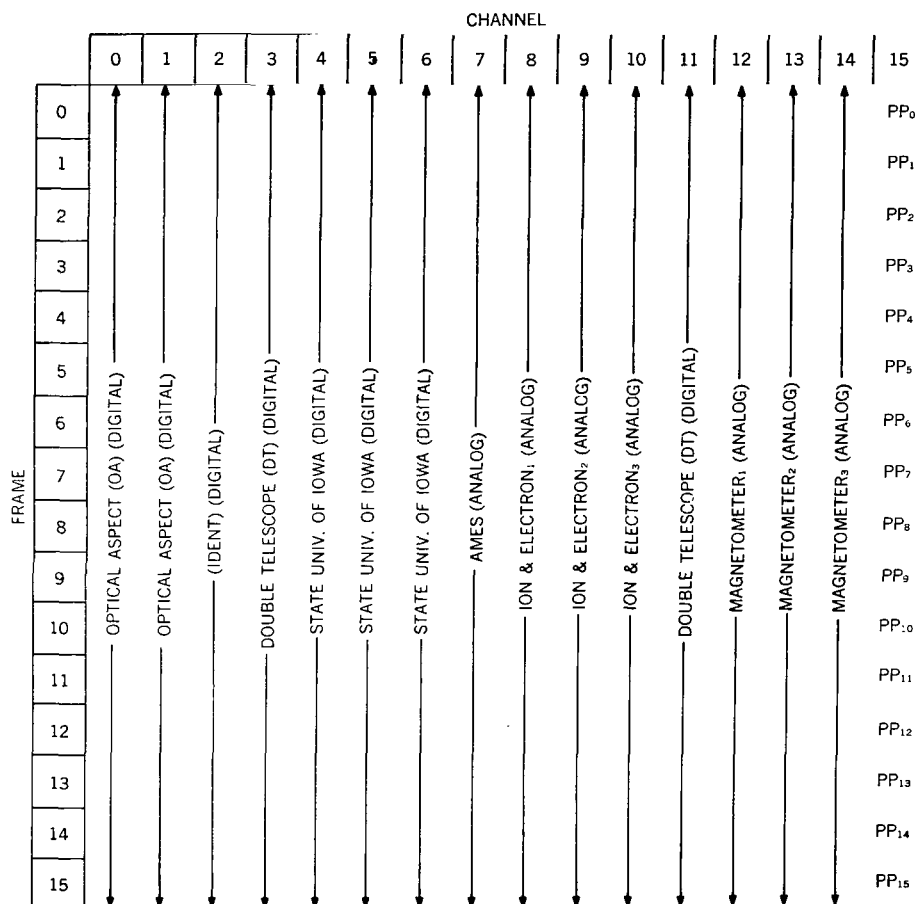 CHANNEL
0 1 2 3 4 5 6 7 8 9 10 11 12 13 14 15
FRAME
0 PP₀
1 PP₁
2 PP₂
3 PP₃
4 PP₄
5 PP₅
6 PP₆
7 PP₇
8 PP₈
9 PP₉
10 PP₁₀
11 PP₁₁
12 PP₁₂
13 PP₁₃
14 PP₁₄
15 PP₁₅
OPTICAL ASPECT (OA) (DIGITAL)
OPTICAL ASPECT (OA) (DIGITAL)
(IDENT) (DIGITAL)
DOUBLE TELESCOPE (DT) (DIGITAL)
STATE UNIV. OF IOWA (DIGITAL)
STATE UNIV. OF IOWA (DIGITAL)
STATE UNIV. OF IOWA (DIGITAL)
AMES (ANALOG)
ION & ELECTRON₁ (ANALOG)
ION & ELECTRON₂ (ANALOG)
ION & ELECTRON₃ (ANALOG)
DOUBLE TELESCOPE (DT) (DIGITAL)
MAGNETOMETER₁ (ANALOG)
MAGNETOMETER₂ (ANALOG)
MAGNETOMETER₃ (ANALOG)